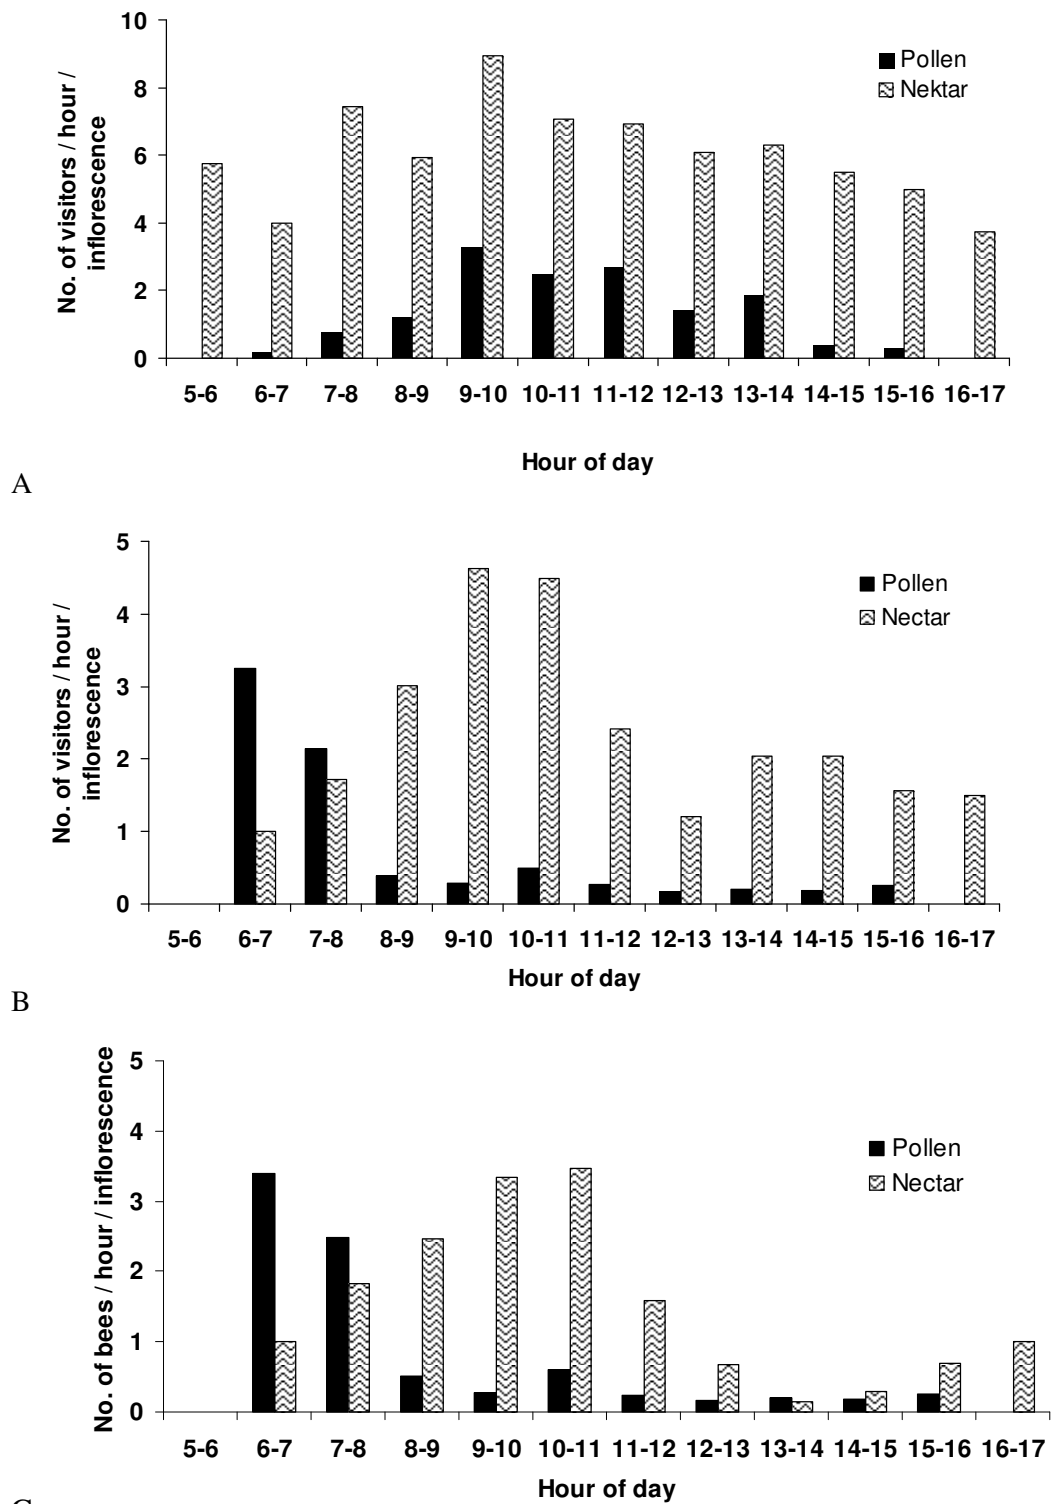 10
8
6
4
2
0
No. of visitors / hour /
inflorescence
Pollen
Nektar
5-6 6-7 7-8 8-9 9-10 10-11 11-12 12-13 13-14 14-15 15-16 16-17
Hour of day
A
5
4
3
2
1
0
No. of visitors / hour /
inflorescence
Pollen
Nectar
5-6 6-7 7-8 8-9 9-10 10-11 11-12 12-13 13-14 14-15 15-16 16-17
Hour of day
B
5
4
3
2
1
0
No. of bees / hour / inflorescence
Pollen
Nectar
5-6 6-7 7-8 8-9 9-10 10-11 11-12 12-13 13-14 14-15 15-16 16-17
Hour of day